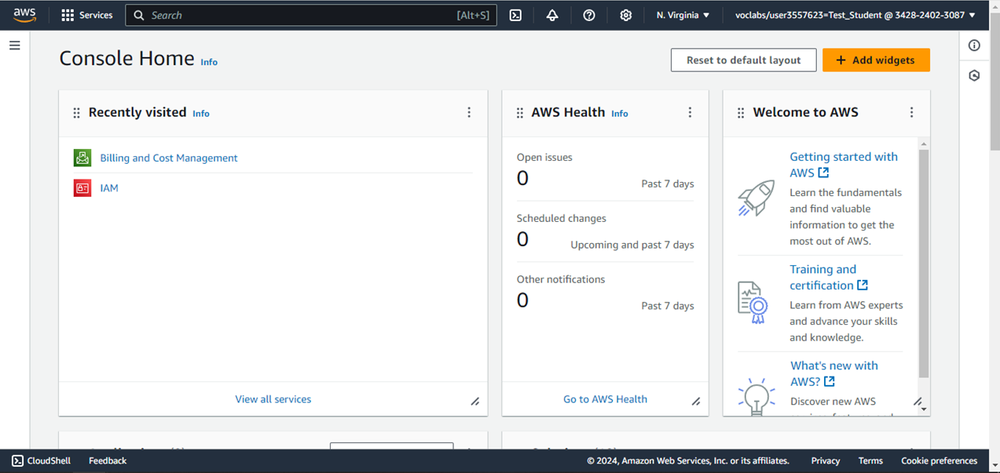 aws
Services
Search
[Alt+S]
N. Virginia
voclabs/user3557623=Test_Student @ 3428-2402-3087
Console Home Info
Reset to default layout
+ Add widgets
Recently visited Info
Billing and Cost Management
IAM
View all services
AWS Health Info
Open issues
0
Past 7 days
Scheduled changes
0
Upcoming and past 7 days
Other notifications
0
Past 7 days
Go to AWS Health
Welcome to AWS
Getting started with
AWS
Learn the fundamentals
and find valuable
information to get the
most out of AWS.
Training and
certification
Learn from AWS experts
and advance your skills
and knowledge.
What's new with
AWS?
Discover new AWS
CloudShell
Feedback
© 2024, Amazon Web Services, Inc. or its affiliates.
Privacy
Terms
Cookie preferences